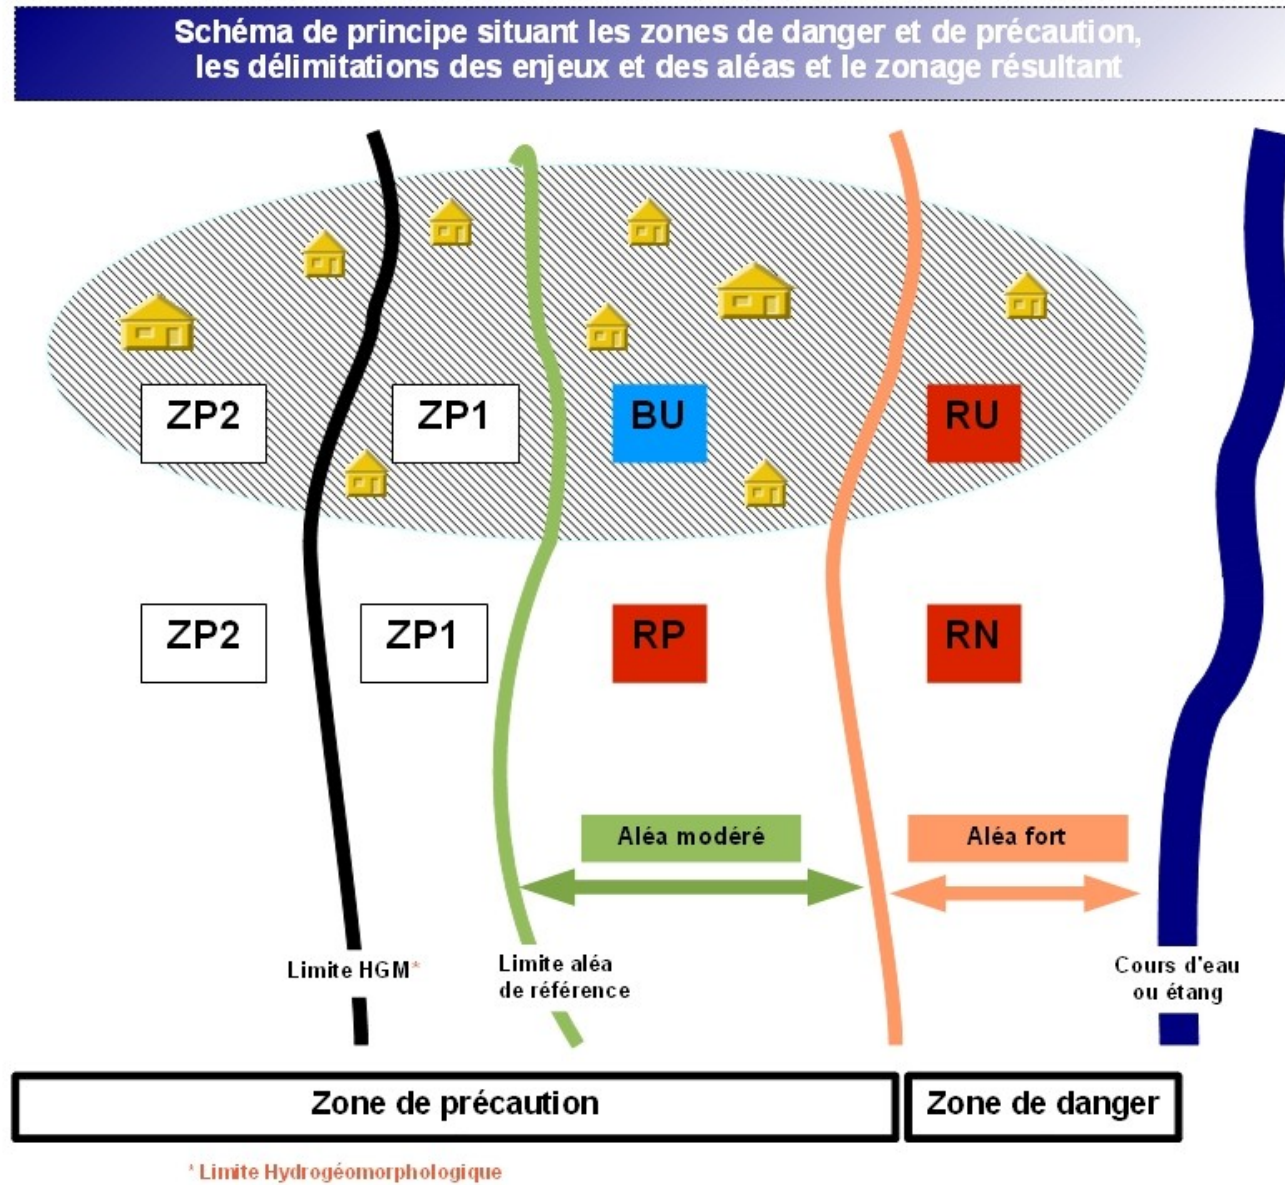 Schéma de principe situant les zones de danger et de précaution,
les délimitations des enjeux et des aléas et le zonage résultant
ZP2
ZP1
BU
RU
ZP2
ZP1
RP
RN
Aléa modéré
Aléa fort
Limite HGM*
Limite aléa
de référence
Cours d'eau
ou étang
Zone de précaution
Zone de danger
* Limite Hydrogéomorphologique